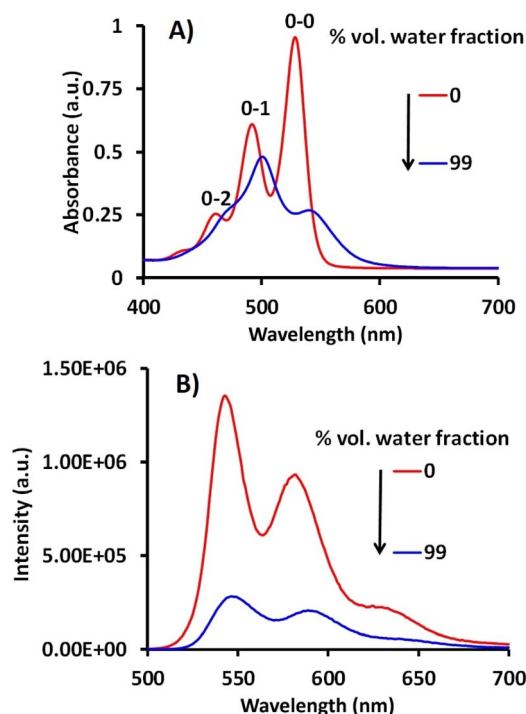 A)
% vol. water fraction
0-0
0-1
0-2
0
99
Absorbance (a.u.)
1
0.75
0.5
0.25
0
400
500
600
700
Wavelength (nm)
B)
% vol. water fraction
0
99
Intensity (a.u.)
1.50E+06
1.00E+06
5.00E+05
0.00E+00
500
550
600
650
700
Wavelength (nm)